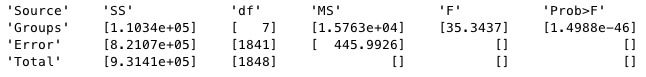 'Source' 'SS' 'df' 'MS' 'F' 'Prob>F'
'Groups' [1.1034e+05] [ 7] [1.5763e+04] [35.3437] [1.4988e-46]
'Error' [8.2107e+05] [1841] [ 445.9926] [] []
'Total' [9.3141e+05] [1848] [] [] []